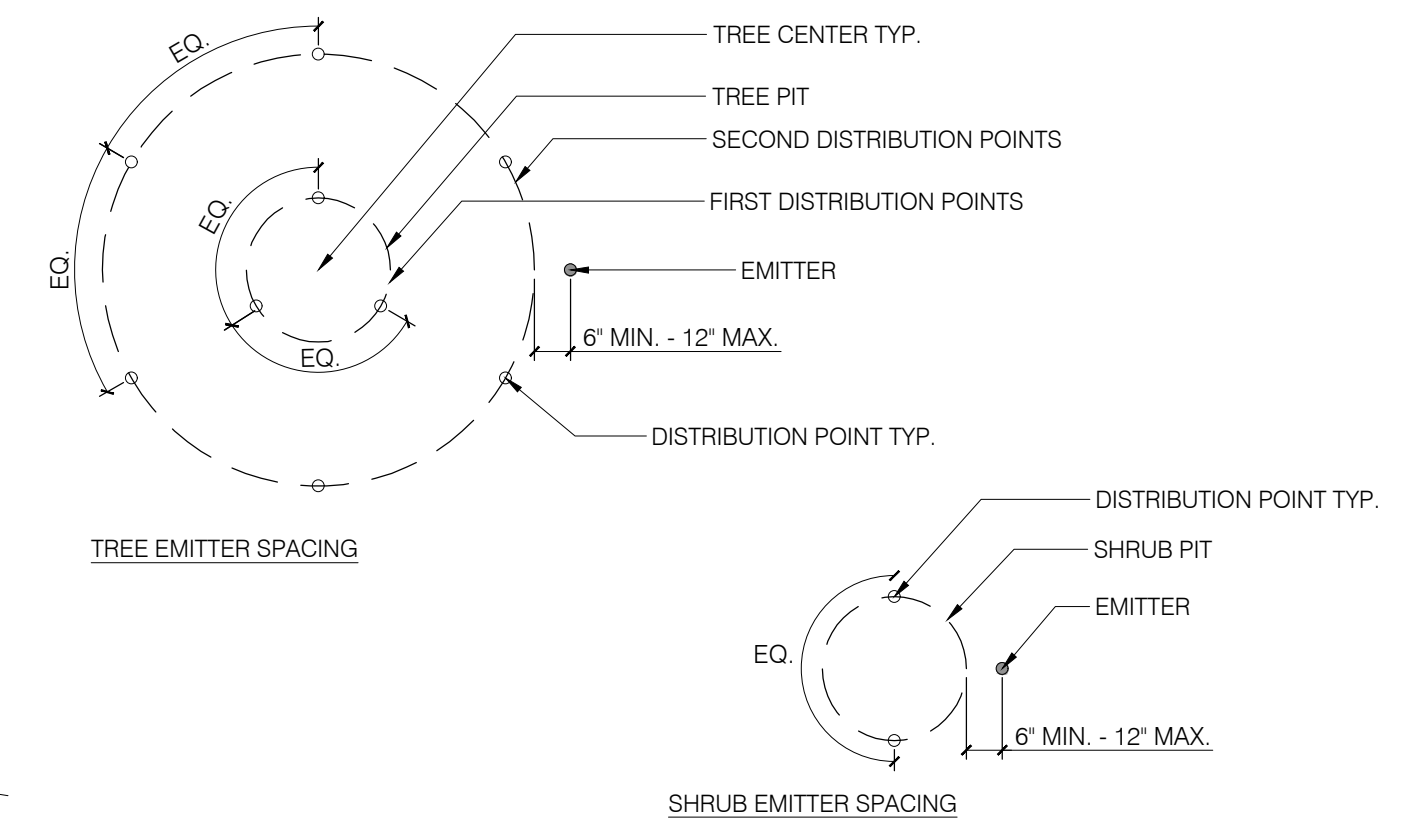 EQ.
TREE CENTER TYP.
TREE PIT
SECOND DISTRIBUTION POINTS
EQ.
FIRST DISTRIBUTION POINTS
EQ.
EMITTER
6" MIN. - 12" MAX.
EQ.
DISTRIBUTION POINT TYP.
TREE EMITTER SPACING
DISTRIBUTION POINT TYP.
SHRUB PIT
EMITTER
EQ.
6" MIN. - 12" MAX.
SHRUB EMITTER SPACING